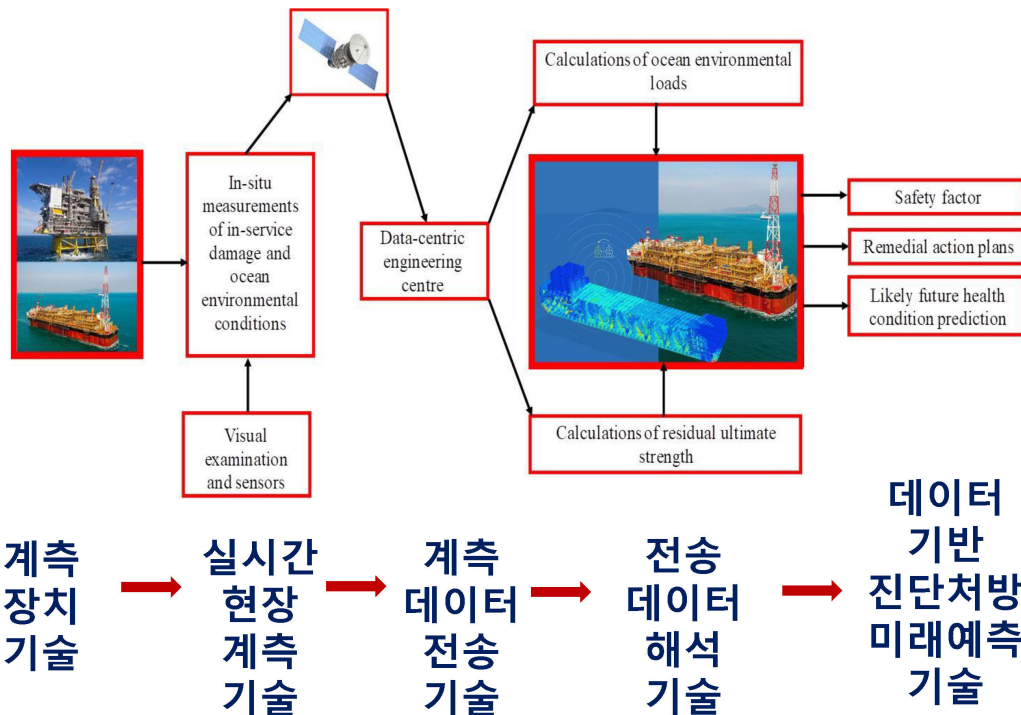 In-situ
measurements
of in-service
damage and
ocean
environmental
conditions
Visual
examination
and sensors
Data-centric
engineering
centre
Calculations of ocean environmental
loads
Calculations of residual ultimate
strength
Safety factor
Remedial action plans
Likely future health
condition prediction
계측
장치
기술
실시간
현장
계측
기술
계측
데이터
전송
기술
전송
데이터
해석
기술
데이터
기반
진단처방
미래예측
기술